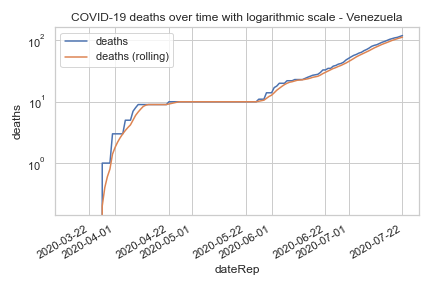 COVID-19 deaths over time with logarithmic scale - Venezuela
deaths
deaths (rolling)
10²
10¹
10⁰
deaths
2020-03-22
2020-04-01
2020-04-22
2020-05-01
2020-05-22
2020-06-01
2020-06-22
2020-07-01
2020-07-22
dateRep